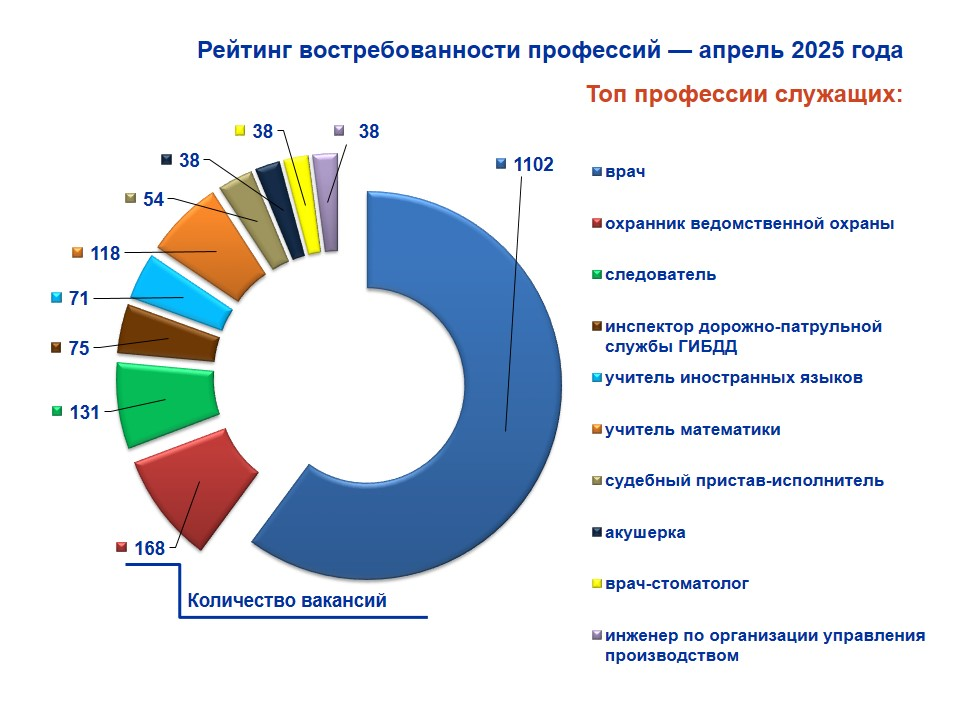 Рейтинг востребованности профессий — апрель 2025 года
Топ профессии служащих:
38
38
38
1102
54
118
71
75
131
168
Количество вакансий
врач
охранник ведомственной охраны
следователь
инспектор дорожно-патрульной
службы ГИБДД
учитель иностранных языков
учитель математики
судебный пристав-исполнитель
акушерка
врач-стоматолог
инженер по организации управления
производством